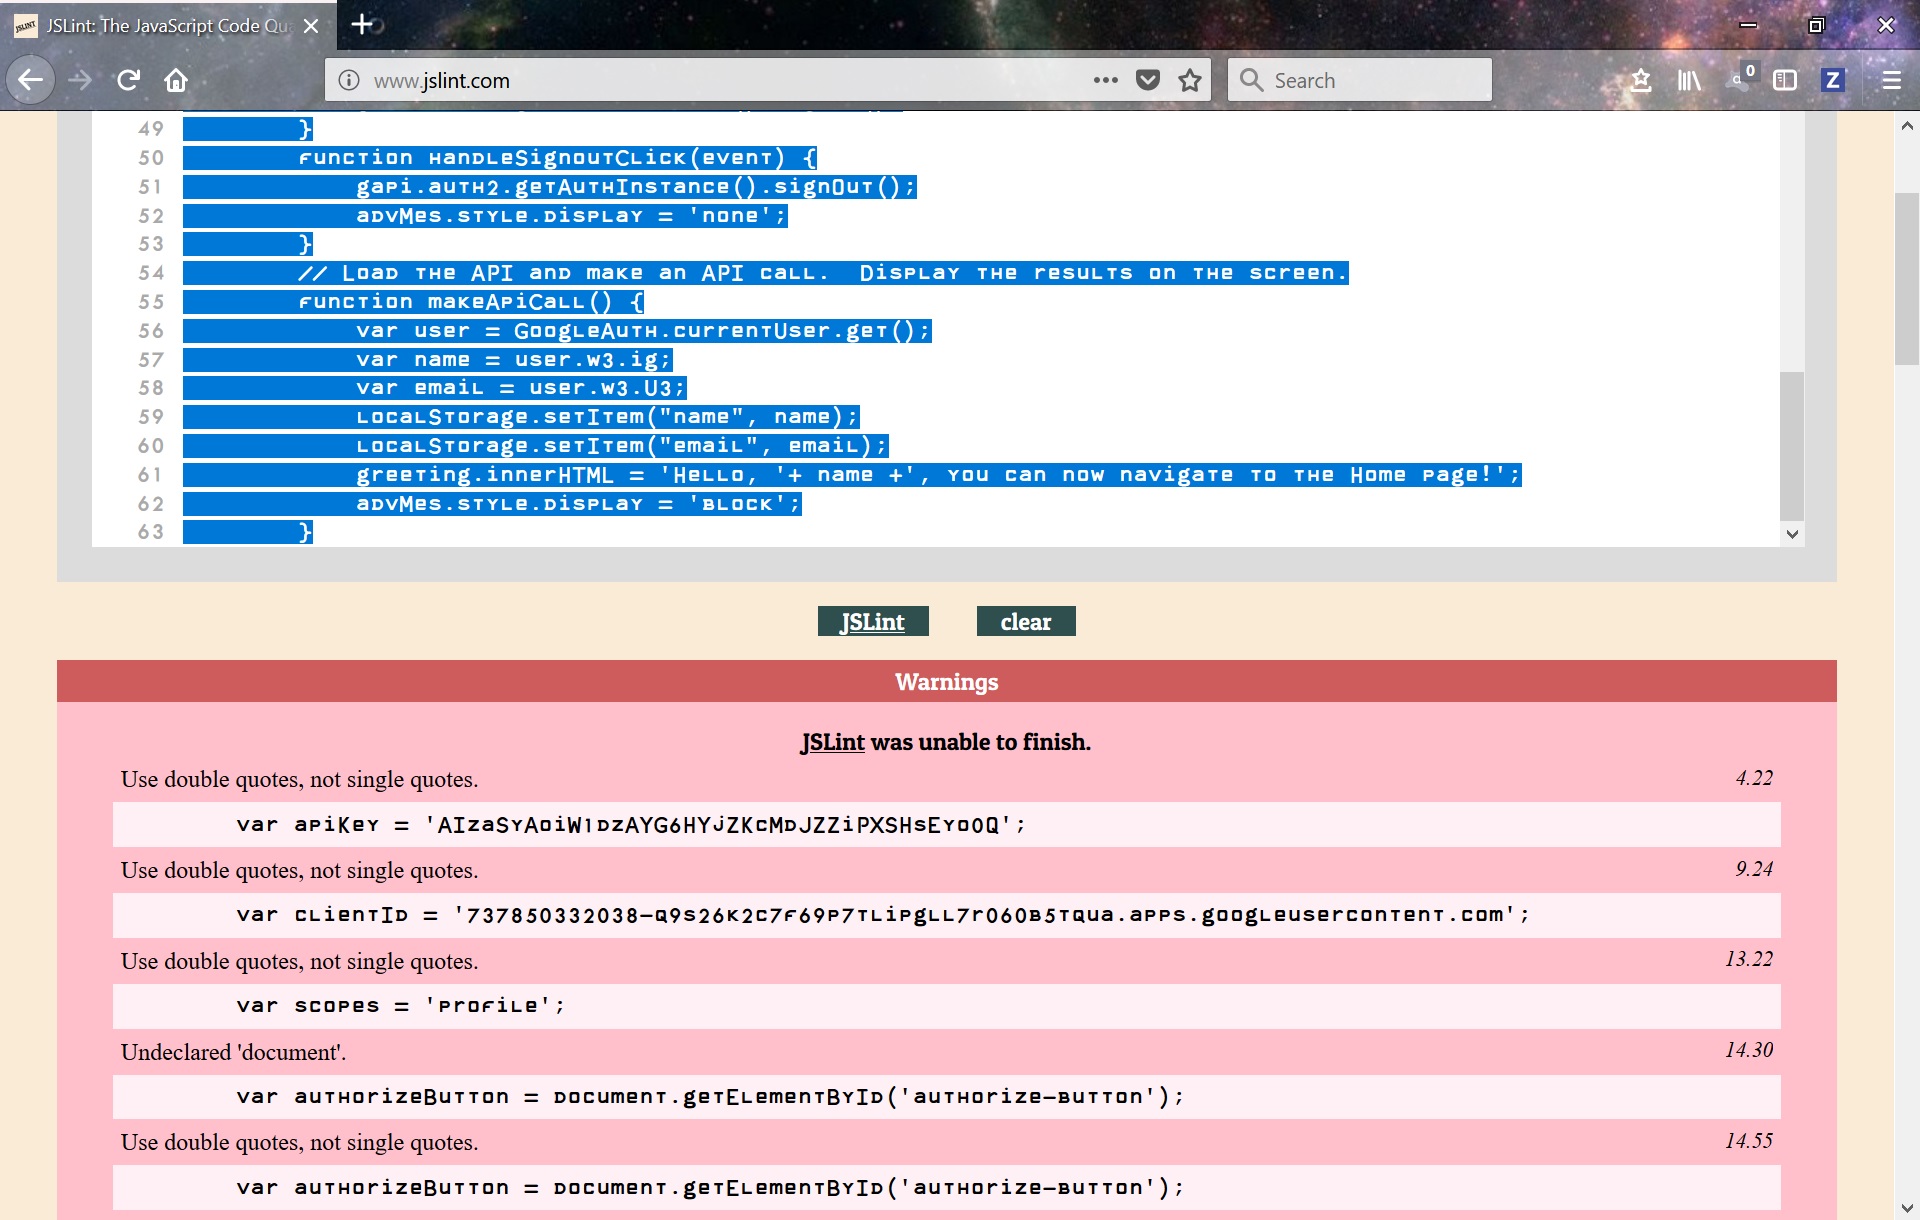 JSLint: The JavaScript Code Qu
www.jslint.com
Search
0
Z
49 }
50 function handleSignoutClick(event) {
51 gapi.auth2.getAuthInstance().signOut();
52 advMes.style.display = 'none';
53 }
54 // Load the API and make an API call.  Display the results on the screen.
55 function makeApiCall() {
56 var user = GoogleAuth.currentUser.get();
57 var name = user.w3.ig;
58 var email = user.w3.U3;
59 localStorage.setItem("name", name);
60 localStorage.setItem("email", email);
61 greeting.innerHTML = 'Hello, '+ name +', you can now navigate to the Home page!';
62 advMes.style.display = 'block';
63 }
JSLint clear
Warnings
JSLint was unable to finish.
Use double quotes, not single quotes. 4.22
var apiKey =
Use double quotes, not single quotes. 9.24
var clientId = '737850332038-q9s26k2c7f69p7tlipgll7r060b5tqua.apps.googleusercontent.com';
Use double quotes, not single quotes. 13.22
var scopes = 'profile';
Undeclared 'document'. 14.30
var authorizeButton = document.getElementById('authorize-button');
Use double quotes, not single quotes. 14.55
var authorizeButton = document.getElementById('authorize-button');